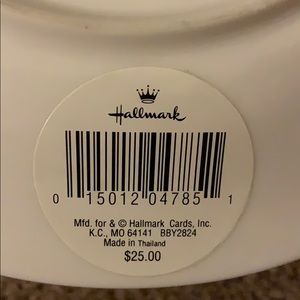 Hallmark
0 15012 04785 1
Mfd. for & © Hallmark Cards, Inc.
K.C., MO 64141 BBY2824
Made in Thailand
$25.00